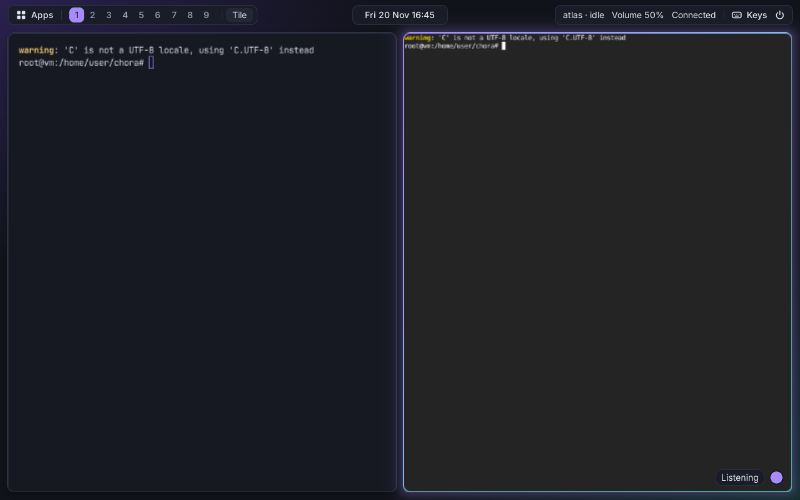 Apps 1 2 3 4 5 6 7 8 9 Tile
Fri 20 Nov 16:45
atlas · idle Volume 50% Connected Keys
warning: 'C' is not a UTF-8 locale, using 'C.UTF-8' instead
root@vm:/home/user/chora#
warning: 'C' is not a UTF-8 locale, using 'C.UTF-8' instead
root@vm:/home/user/chora#
Listening